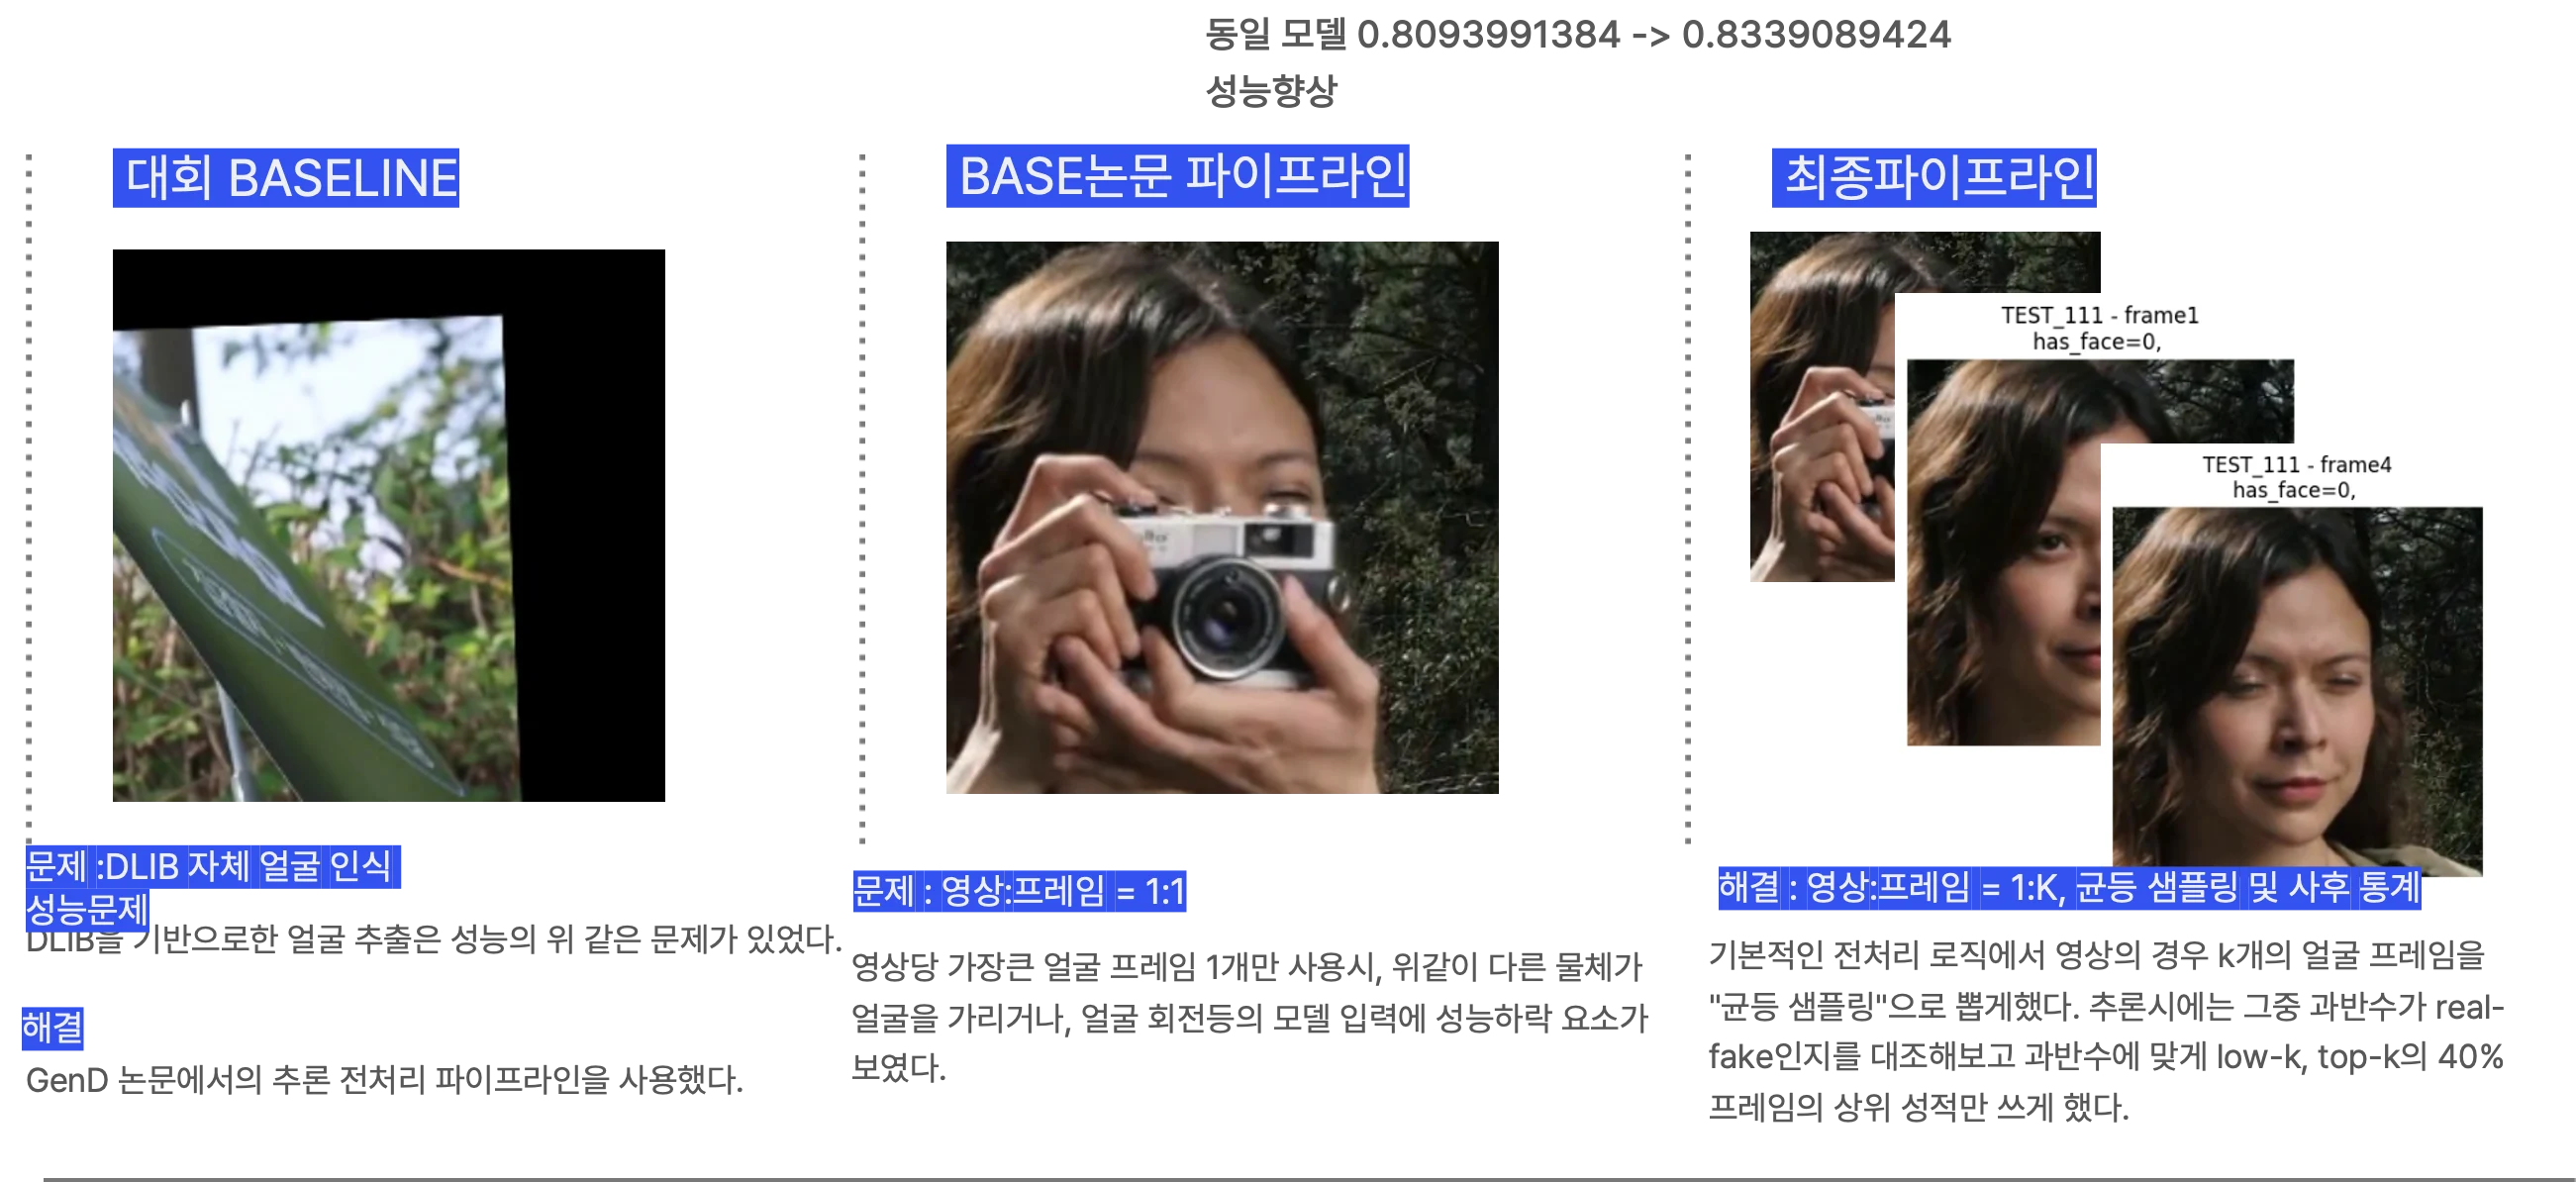 동일 모델 0.8093991384 -> 0.8339089424
성능향상
대회 BASELINE
문제 :DLIB 자체 얼굴 인식
성능문제
DLIB을 기반으로한 얼굴 추출은 성능의 위 같은 문제가 있었다.
해결
GenD 논문에서의 추론 전처리 파이프라인을 사용했다.
BASE논문 파이프라인
문제 : 영상:프레임 = 1:1
영상당 가장큰 얼굴 프레임 1개만 사용시, 위같이 다른 물체가
얼굴을 가리거나, 얼굴 회전등의 모델 입력에 성능하락 요소가
보였다.
최종파이프라인
TEST_111 - frame1
has_face=0,
TEST_111 - frame4
has_face=0,
해결 : 영상:프레임 = 1:K, 균등 샘플링 및 사후 통계
기본적인 전처리 로직에서 영상의 경우 k개의 얼굴 프레임을
"균등 샘플링"으로 뽑게했다. 추론시에는 그중 과반수가 real-
fake인지를 대조해보고 과반수에 맞게 low-k, top-k의 40%
프레임의 상위 성적만 쓰게 했다.